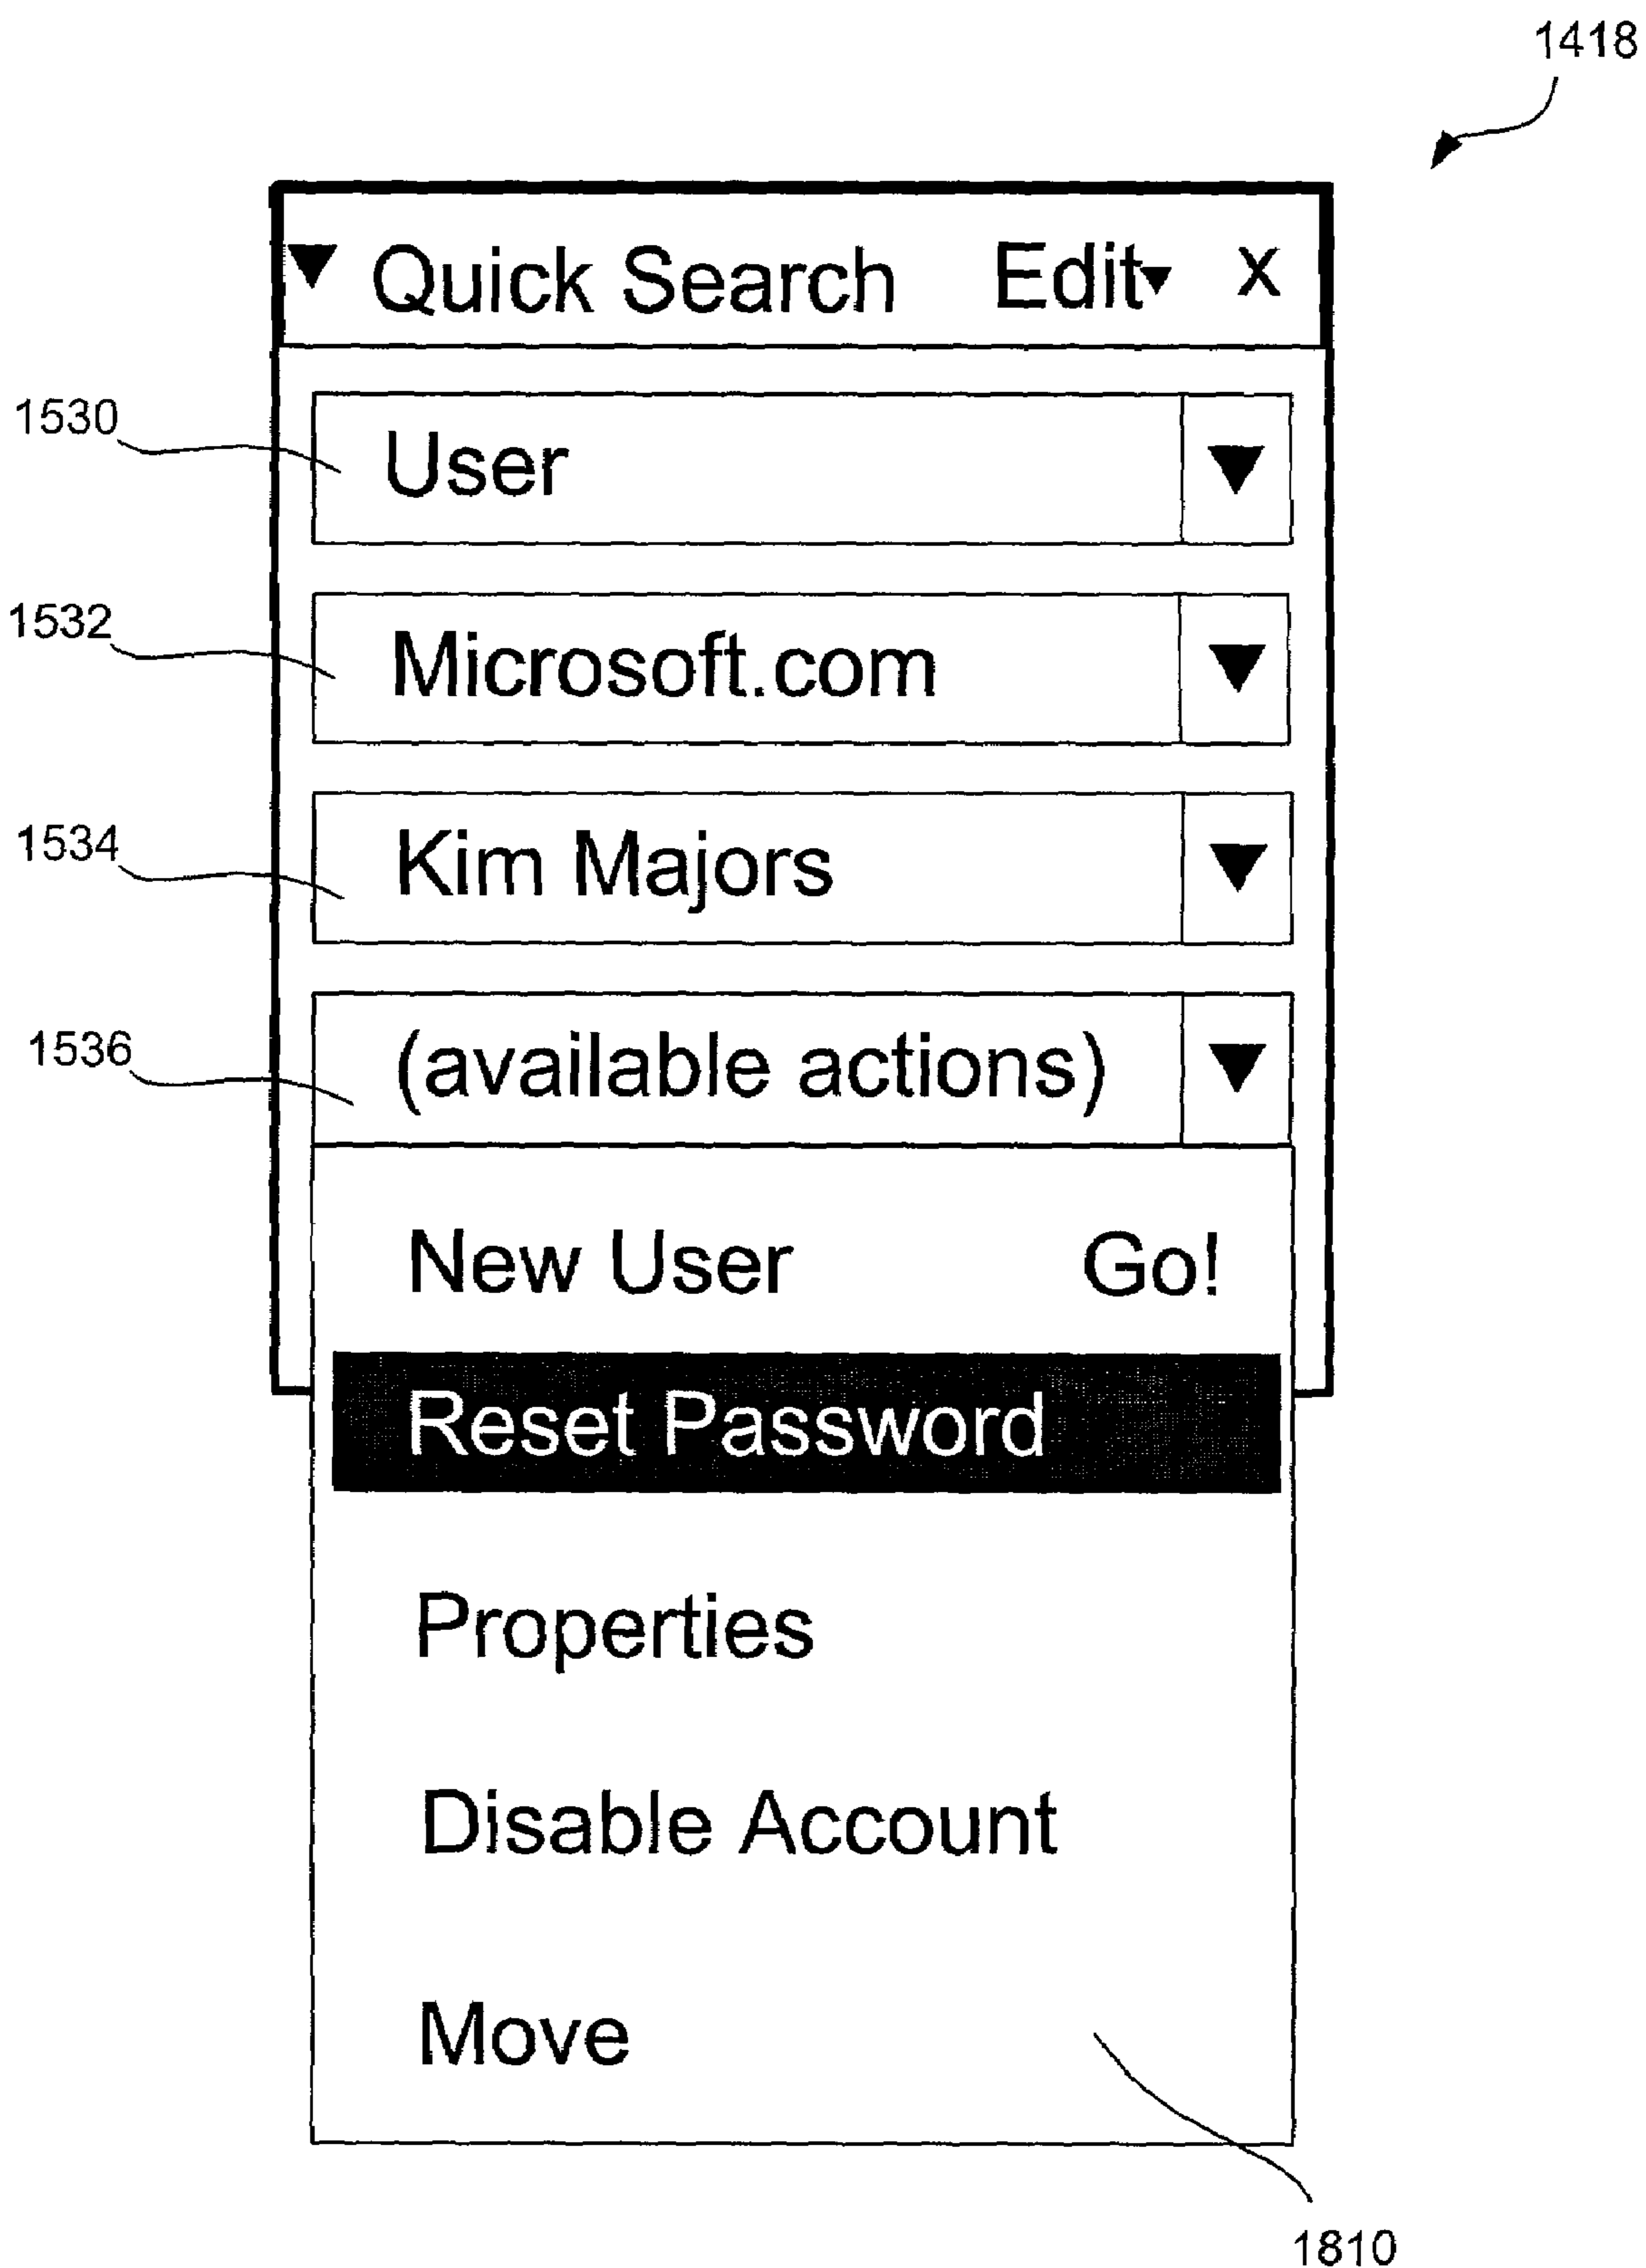 1418
Quick Search Edit x
1530
User
1532
Microsoft.com
1534
Kim Majors
1536
(available actions)
New User Go!
Reset Password
Properties
Disable Account
Move
1810